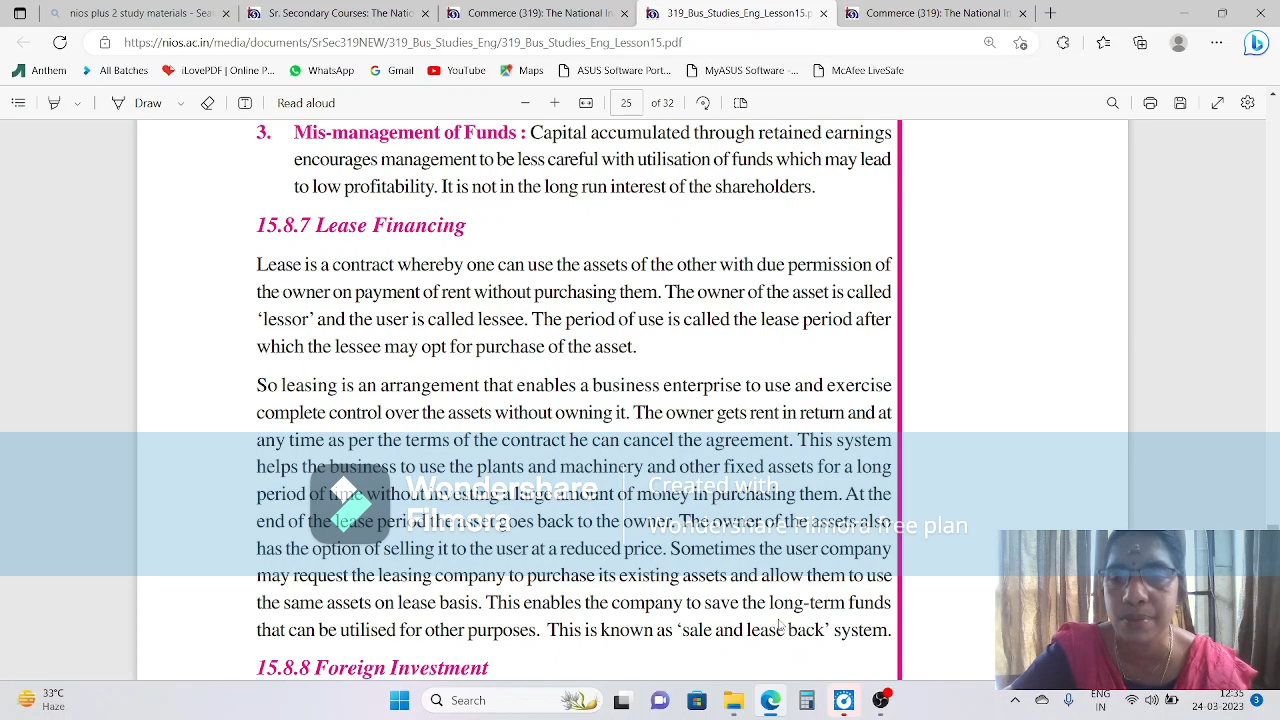 nios plus 2 study materials - Sea
Sr. Secondary Courses: The Natio
Commerce (319): The National In
319_Bus_Studies_Eng_Lesson15.p
Commerce (319): The National In
https://nios.ac.in/media/documents/SrSec319NEW/319_Bus_Studies_Eng/319_Bus_Studies_Eng_Lesson15.pdf
Anthem
All Batches
iLovePDF | Online P...
WhatsApp
Gmail
YouTube
Maps
ASUS Software Port...
MyASUS Software -...
McAfee LiveSafe
Draw
Read aloud
25 of 32
3. Mis-management of Funds : Capital accumulated through retained earnings
encourages management to be less careful with utilisation of funds which may lead
to low profitability. It is not in the long run interest of the shareholders.
15.8.7 Lease Financing
Lease is a contract whereby one can use the assets of the other with due permission of
the owner on payment of rent without purchasing them. The owner of the asset is called
‘lessor’ and the user is called lessee. The period of use is called the lease period after
which the lessee may opt for purchase of the asset.
So leasing is an arrangement that enables a business enterprise to use and exercise
complete control over the assets without owning it. The owner gets rent in return and at
any time as per the terms of the contract he can cancel the agreement. This system
helps the business to use the plants and machinery and other fixed assets for a long
period of time without investing a large amount of money in purchasing them. At the
end of the lease period the asset goes back to the owner. The owner of the assets also
has the option of selling it to the user at a reduced price. Sometimes the user company
may request the leasing company to purchase its existing assets and allow them to use
the same assets on lease basis. This enables the company to save the long-term funds
that can be utilised for other purposes. This is known as ‘sale and lease back’ system.
15.8.8 Foreign Investment
Wondershare
Filmora
Created with
Wondershare Filmora free plan
33°C
Haze
Search
ENG
IN
12:35
24-03-2023
3